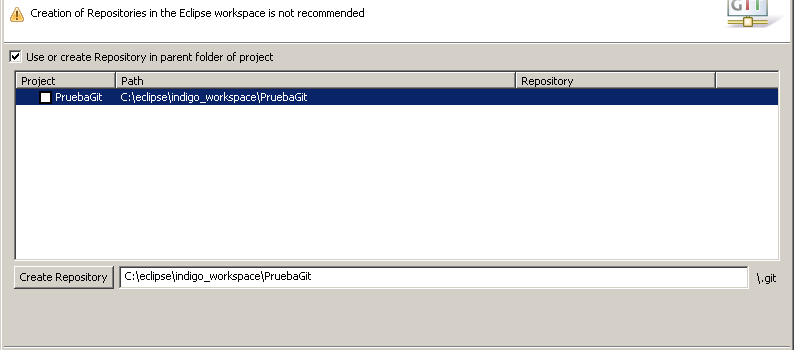 GIT
Creation of Repositories in the Eclipse workspace is not recommended
Use or create Repository in parent folder of project
Project Path Repository
PruebaGit C:\eclipse\indigo_workspace\PruebaGit
Create Repository C:\eclipse\indigo_workspace\PruebaGit \.git